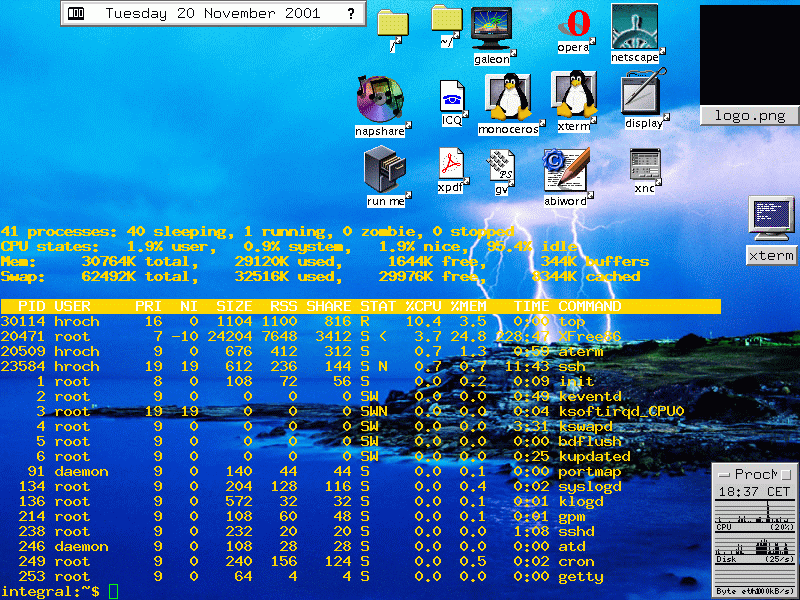 Tuesday 20 November 2001 ?
/
~/
galeon
opera
netscape
logo.png
napshare
ICQ
monoceros
xterm
display
run me
xpdf
gv
abiword
xnc
xterm
41 processes: 40 sleeping, 1 running, 0 zombie, 0 stopped
CPU states: 1.9% user, 0.9% system, 1.9% nice, 95.4% idle
Mem: 30764K total, 29120K used, 1644K free, 344K buffers
Swap: 62492K total, 32516K used, 29976K free, 8344K cached
PID USER PRI NI SIZE RSS SHARE STAT %CPU %MEM TIME COMMAND
30114 hroch 16 0 1104 1100 816 R 10.4 3.5 0:00 top
20471 root 7 -10 24204 7648 3412 S < 3.7 24.8 228:47 XFree86
20509 hroch 9 0 676 412 312 S 0.7 1.3 0:59 aterm
23584 hroch 19 19 612 236 144 S N 0.7 0.7 11:43 ssh
1 root 8 0 108 72 56 S 0.0 0.2 0:09 init
2 root 9 0 0 0 0 SW 0.0 0.0 0:49 keventd
3 root 19 19 0 0 0 SWN 0.0 0.0 0:04 ksoftirqd_CPU0
4 root 9 0 0 0 0 SW 0.0 0.0 3:31 kswapd
5 root 9 0 0 0 0 SW 0.0 0.0 0:00 bdflush
6 root 9 0 0 0 0 SW 0.0 0.0 0:25 kupdated
91 daemon 9 0 140 44 44 S 0.0 0.1 0:00 portmap
134 root 9 0 204 128 116 S 0.0 0.4 0:02 syslogd
136 root 9 0 572 32 32 S 0.0 0.1 0:01 klogd
214 root 9 0 108 60 48 S 0.0 0.1 0:01 gpm
238 root 9 0 232 20 20 S 0.0 0.0 1:08 sshd
246 daemon 9 0 108 28 28 S 0.0 0.0 0:00 atd
249 root 9 0 240 156 124 S 0.0 0.5 0:02 cron
253 root 9 0 64 4 4 S 0.0 0.0 0:00 getty
integral:~$
ProcM
18:37 CET
CPU (20%)
Disk (25/s)
Byte eth100kB/s)